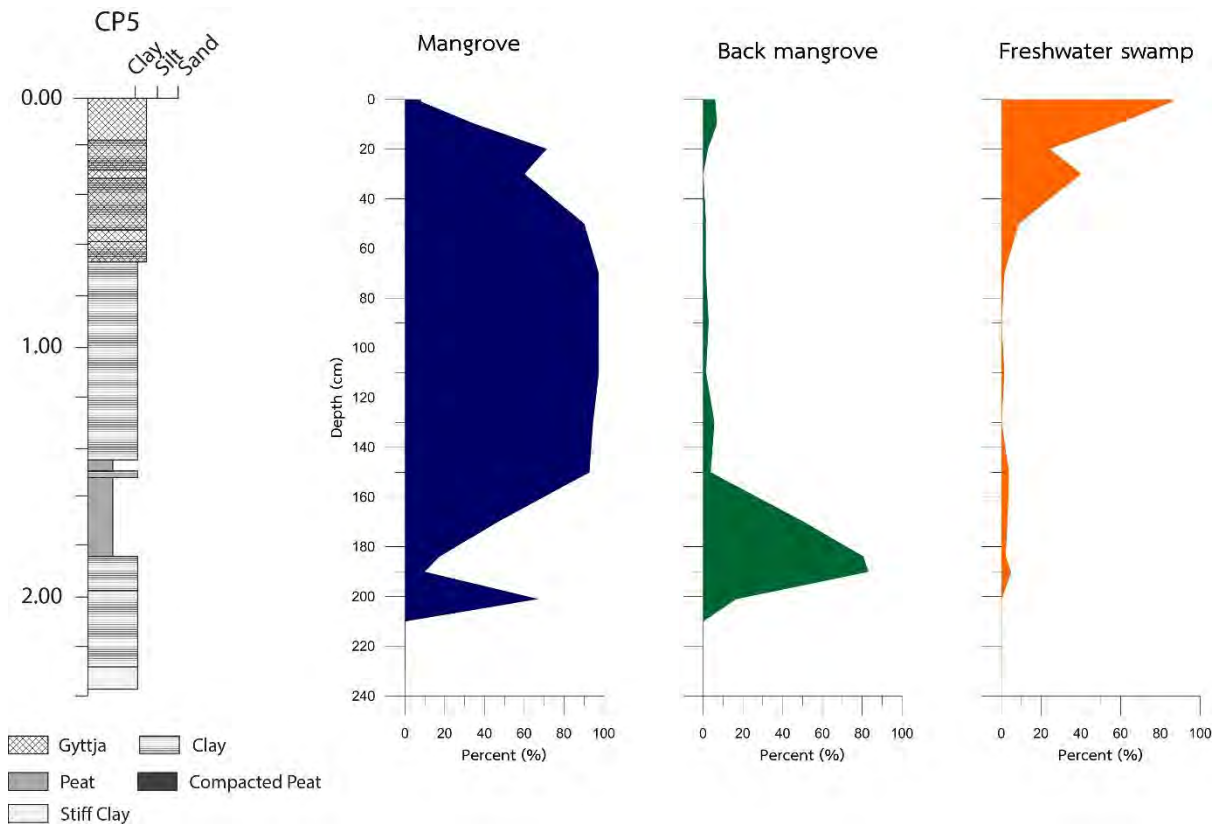 CP5
Clay
Silt
Sand
0.00
1.00
2.00
Gyttja
Clay
Peat
Compacted Peat
Stiff Clay
Mangrove
Back mangrove
Freshwater swamp
Depth (cm)
0
20
40
60
80
100
120
140
160
180
200
220
240
0 20 40 60 80 100
0 20 40 60 80 100
0 20 40 60 80 100
Percent (%)
Percent (%)
Percent (%)